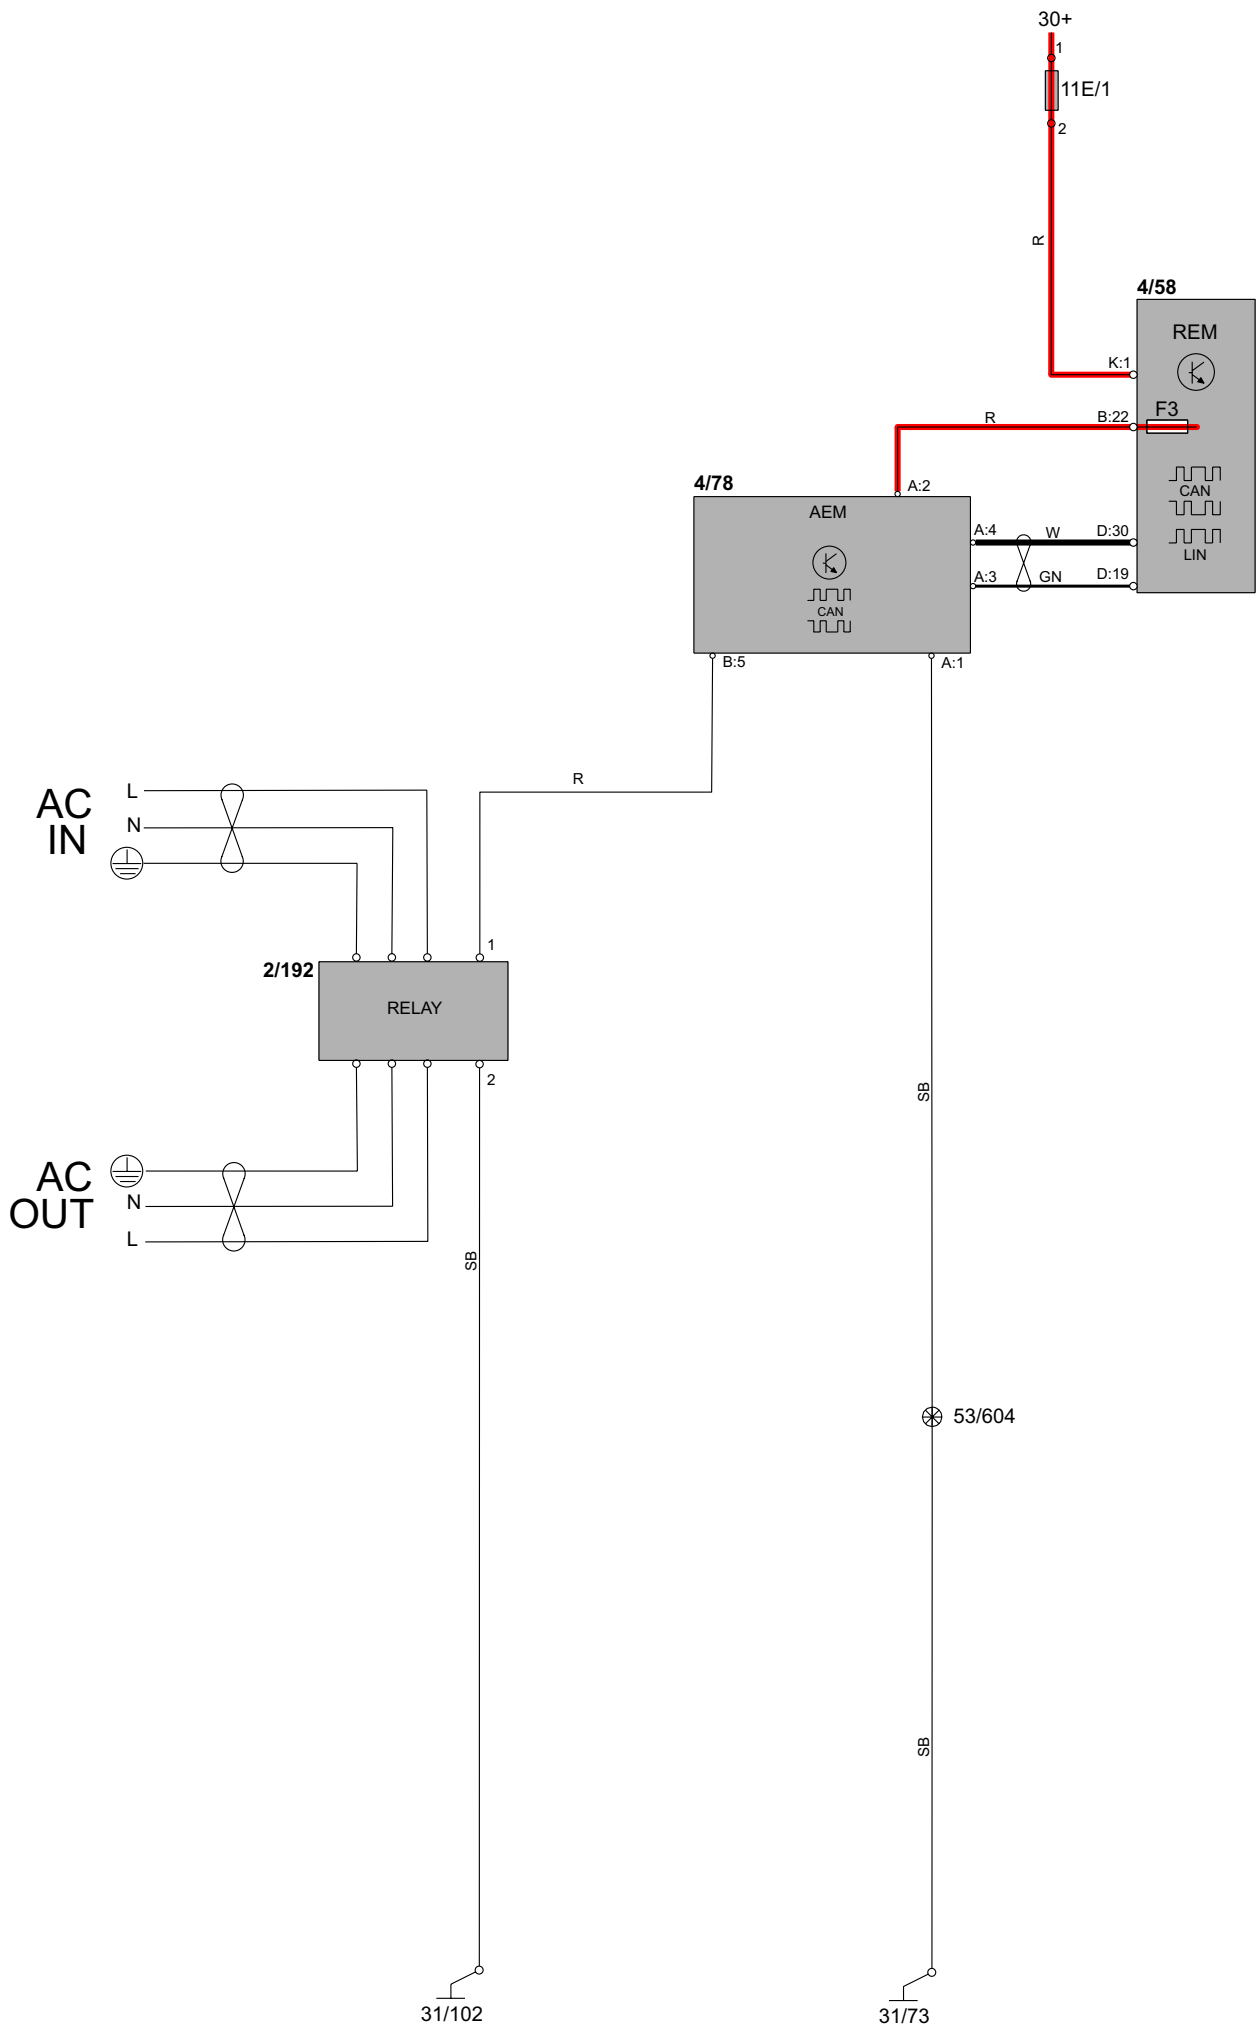 30+
1
11E/1
2
R
4/58
REM
K:1
F3
R
B:22
4/78
A:2
AEM
CAN
A:4
W
D:30
LIN
A:3
GN
D:19
CAN
B:5
A:1
R
AC
IN
L
N
1
2/192
RELAY
2
AC
OUT
N
L
SB
SB
53/604
SB
31/102
31/73